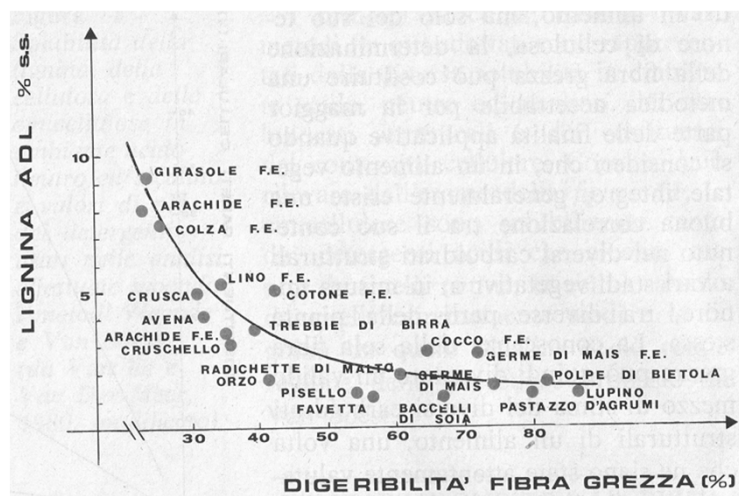 LIGNINA ADL % S.S.
10
GIRASOLE F.E.
ARACHIDE F.E.
COLZA F.E.
LINO F.E.
CRUSCA
COTONE F.E.
5
AVENA
TREBBIE DI BIRRA
ARACHIDE F.E.
CRUSCHELLO
COCCO F.E.
GERME DI MAIS F.E.
RADICHETTE DI MALTO
ORZO
GERME
DI MAIS
POLPE DI BIETOLA
PISELLO
FAVETTA
BACCELLI
DI SOIA
PASTAZZO D'AGRUMI
LUPINO
30 40 50 60 70 80
DIGERIBILITA' FIBRA GREZZA (%)